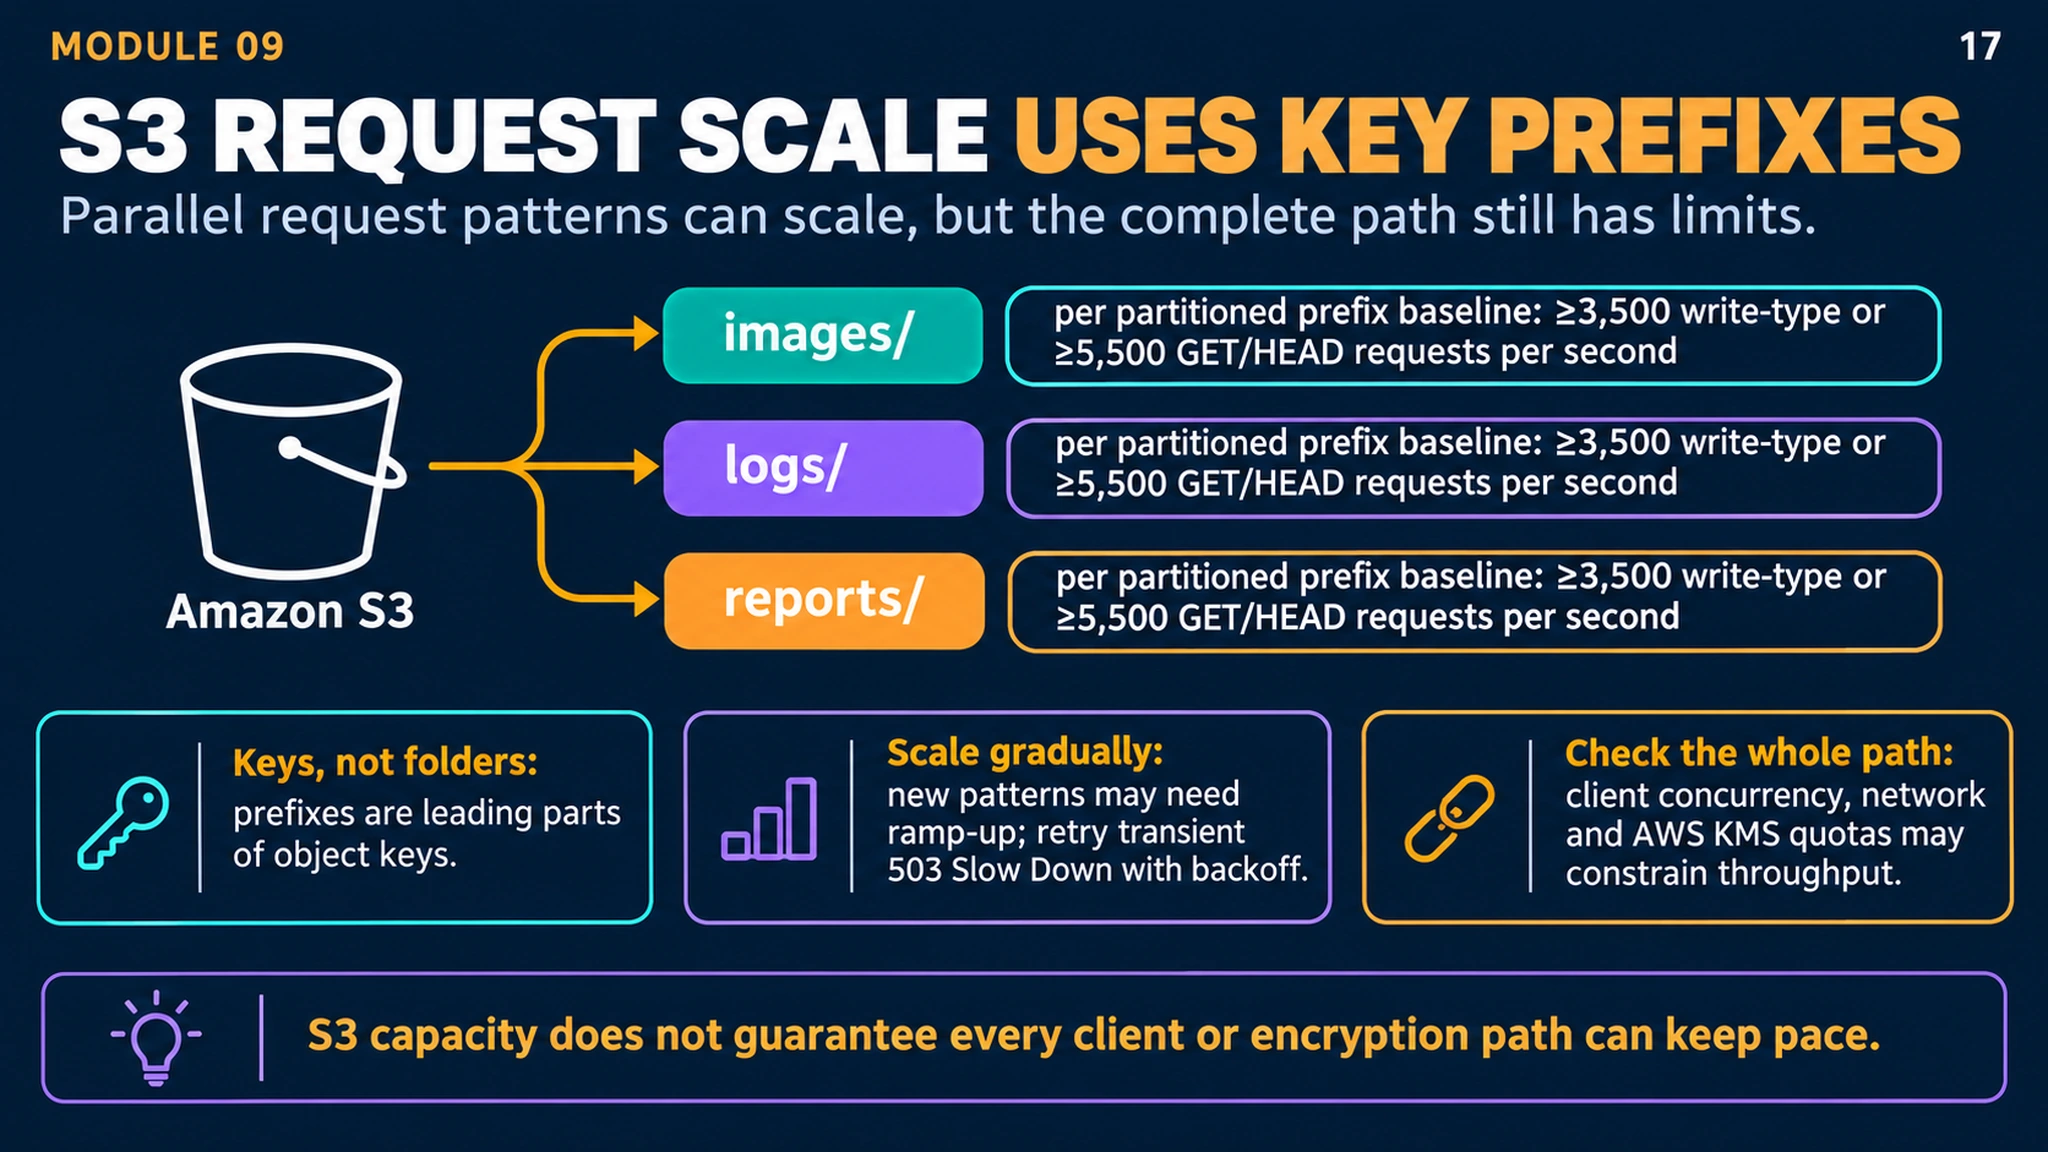 MODULE 09
17
S3 REQUEST SCALE USES KEY PREFIXES
Parallel request patterns can scale, but the complete path still has limits.
images/
per partitioned prefix baseline: ≥3,500 write-type or
≥5,500 GET/HEAD requests per second
logs/
per partitioned prefix baseline: ≥3,500 write-type or
≥5,500 GET/HEAD requests per second
reports/
per partitioned prefix baseline: ≥3,500 write-type or
≥5,500 GET/HEAD requests per second
Amazon S3
Keys, not folders:
prefixes are leading parts
of object keys.
Scale gradually:
new patterns may need
ramp-up; retry transient
503 Slow Down with backoff.
Check the whole path:
client concurrency, network
and AWS KMS quotas may
constrain throughput.
S3 capacity does not guarantee every client or encryption path can keep pace.